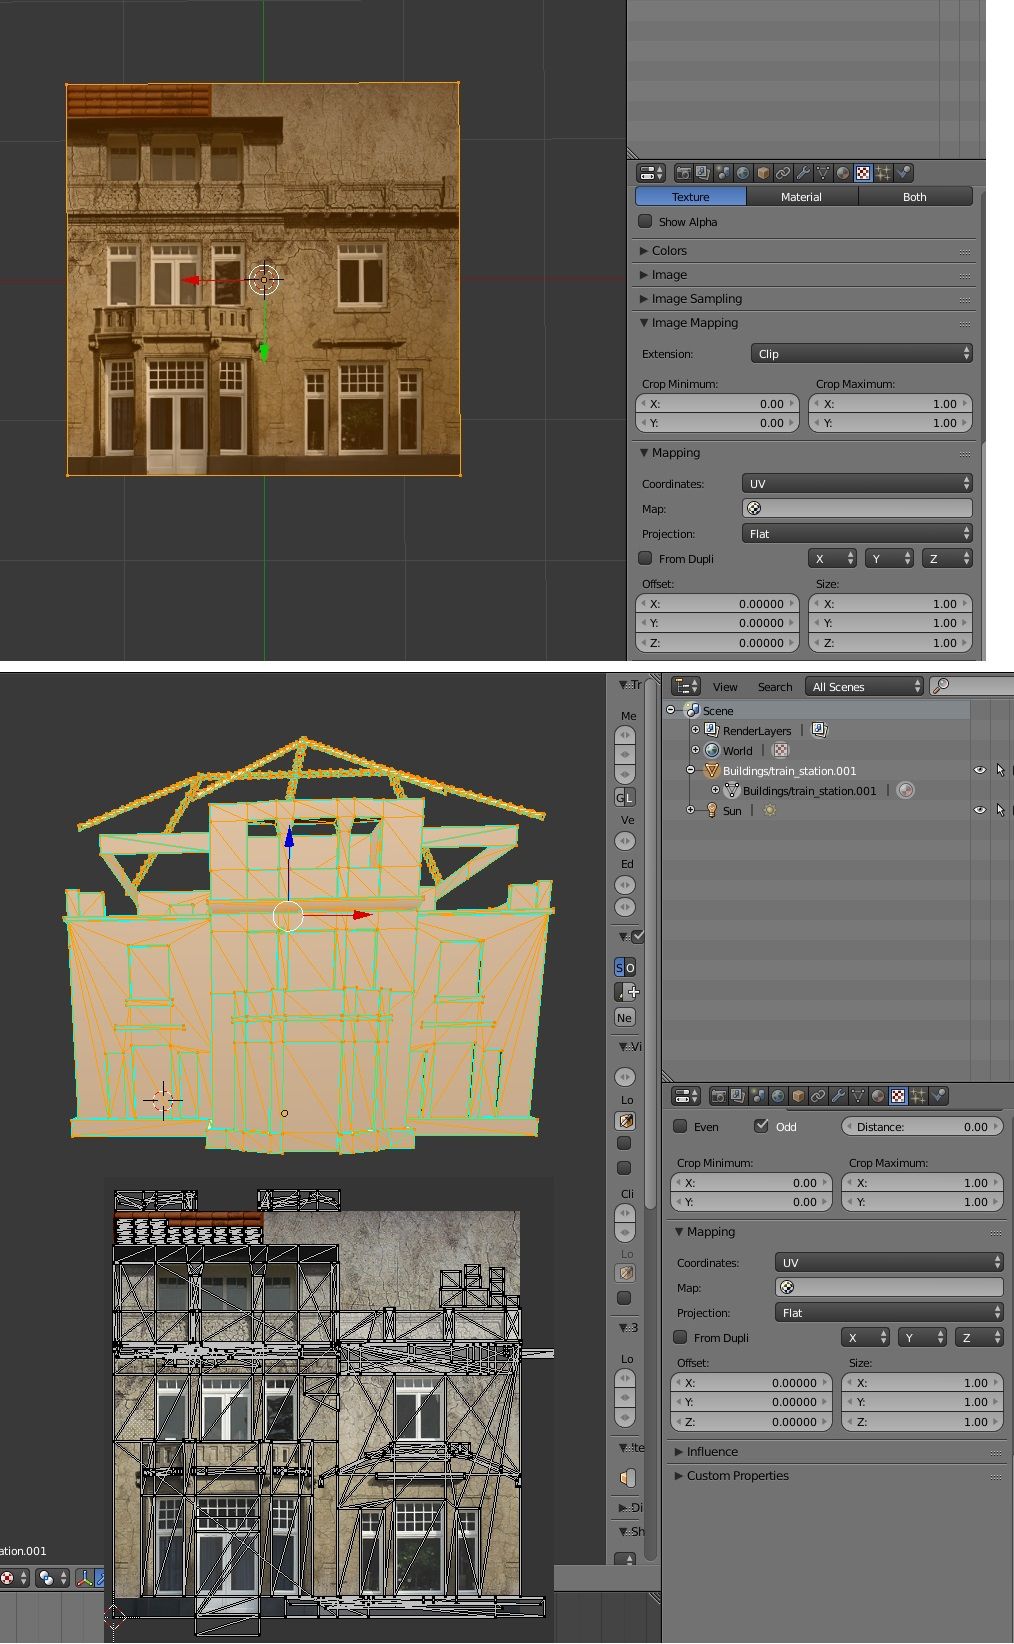 Texture Material Both
Show Alpha
Colors
Image
Image Sampling
Image Mapping
Extension: Clip
Crop Minimum: Crop Maximum:
X: 0.00 X: 1.00
Y: 0.00 Y: 1.00
Mapping
Coordinates: UV
Map:
Projection: Flat
From Dupli X Y Z
Offset: Size:
X: 0.00000 X: 1.00
Y: 0.00000 Y: 1.00
Z: 0.00000 Z: 1.00
Tr
Me
G L
Ve
Ed
S O
Ne
Vi
Lo
Cli
Lo
3
Lo
Ite
Di
Sh
View Search All Scenes
Scene
RenderLayers
World
Buildings/train_station.001
Buildings/train_station.001
Sun
Even Odd Distance: 0.00
Crop Minimum: Crop Maximum:
X: 0.00 X: 1.00
Y: 0.00 Y: 1.00
Mapping
Coordinates: UV
Map:
Projection: Flat
From Dupli X Y Z
Offset: Size:
X: 0.00000 X: 1.00
Y: 0.00000 Y: 1.00
Z: 0.00000 Z: 1.00
Influence
Custom Properties
ation.001